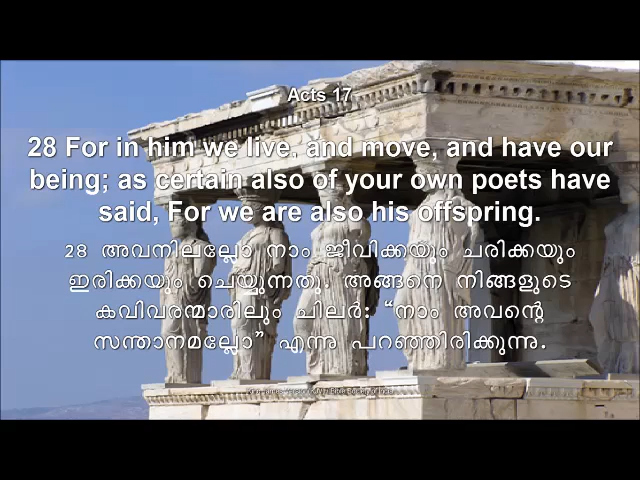 Acts 17
28 For in him we live, and move, and have our
being; as certain also of your own poets have
said, For we are also his offspring.
28 അവനിലല്ലോ നാം ജീവിക്കയും ചരിക്കയും
ഇരിക്കയും ചെയ്യുന്നതു. അങ്ങനെ നിങ്ങളുടെ
കവിവരന്മാരിലും ചിലർ: “നാം അവന്റെ
സന്താനമല്ലോ” എന്നു പറഞ്ഞിരിക്കുന്നു.